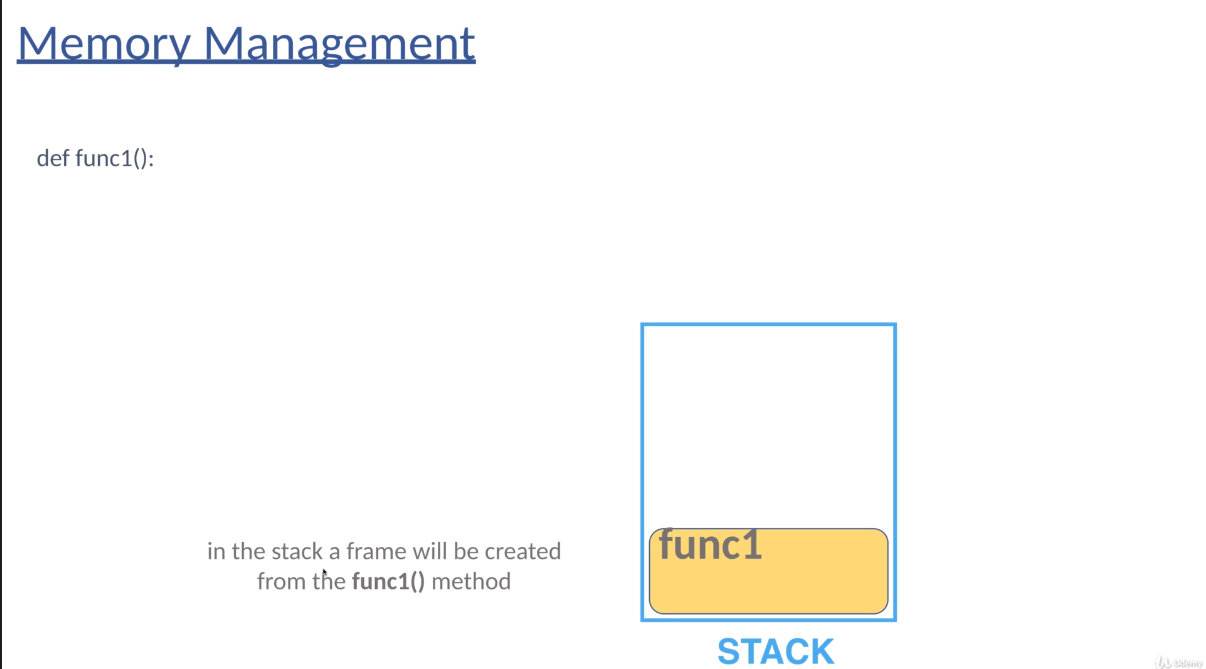 Memory Management
def func1():
func1
in the stack a frame will be created
from the func1() method
STACK
Udemy